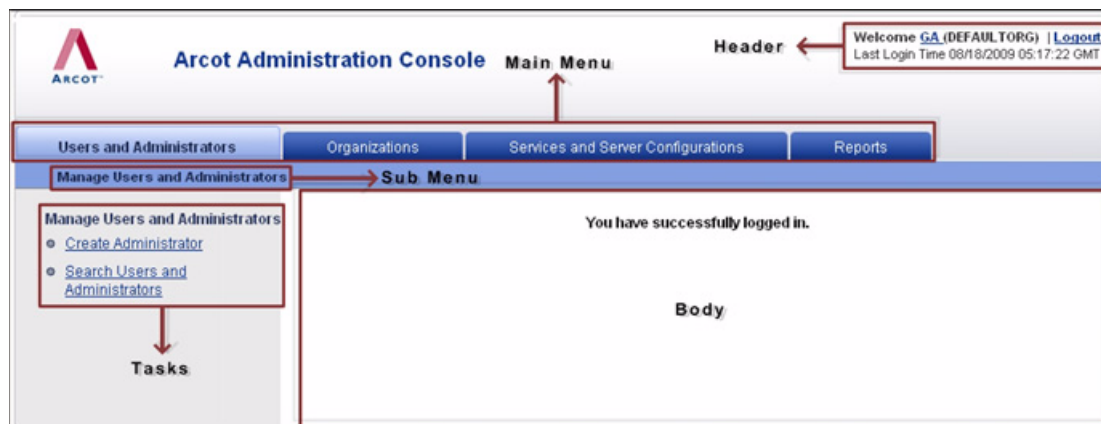 ARCOT
Arcot Administration Console
Main Menu
Header
Welcome GA (DEFAULTORG) | Logout
Last Login Time 08/18/2009 05:17:22 GMT
Users and Administrators
Organizations
Services and Server Configurations
Reports
Manage Users and Administrators
Sub Menu
Manage Users and Administrators
Create Administrator
Search Users and
Administrators
Tasks
You have successfully logged in.
Body